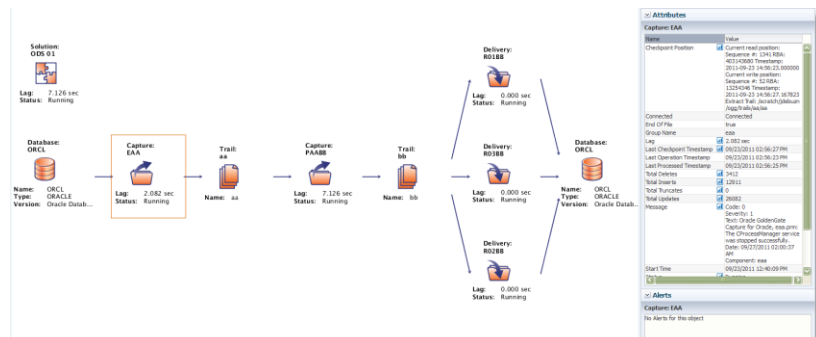 Solution:
ODS 01
Lag: 7.126 sec
Status: Running
Database:
ORCL
Name: ORCL
Type: ORACLE
Version: Oracle Datab...
Capture:
EAA
Lag: 2.082 sec
Status: Running
Trail:
aa
Name: aa
Capture:
PAABB
Lag: 7.126 sec
Status: Running
Trail:
bb
Name: bb
Delivery:
R01BB
Lag: 0.000 sec
Status: Running
Delivery:
R03BB
Lag: 0.000 sec
Status: Running
Delivery:
R02BB
Lag: 0.000 sec
Status: Running
Database:
ORCL
Name: ORCL
Type: ORACLE
Version: Oracle Datab...
Attributes
Capture: EAA
Name Value
Checkpoint Position Current read position:
Sequence #: 1341 RBA:
403143680 Timestamp:
2011-09-23 14:56:23.000000
Current write position:
Sequence #: 52 RBA:
13254346 Timestamp:
2011-09-23 14:56:27.167823
Extract Trail: /scratch/jdebuan
/ogg/trails/aa/aa
Connected Connected
End Of File true
Group Name eaa
Lag 2.082 sec
Last Checkpoint Timestamp 09/23/2011 02:56:27 PM
Last Operation Timestamp 09/23/2011 02:56:23 PM
Last Processed Timestamp 09/23/2011 02:56:25 PM
Total Deletes 3412
Total Inserts 12911
Total Truncates 0
Total Updates 26082
Message Code: 0
Severity: 1
Text: Oracle GoldenGate
Capture for Oracle, eaa.prm:
The CProcessManager service
was stopped successfully.
Date: 09/27/2011 02:00:37
AM
Component: eaa
Start Time 09/23/2011 12:40:09 PM
Alerts
Capture: EAA
No Alerts for this object